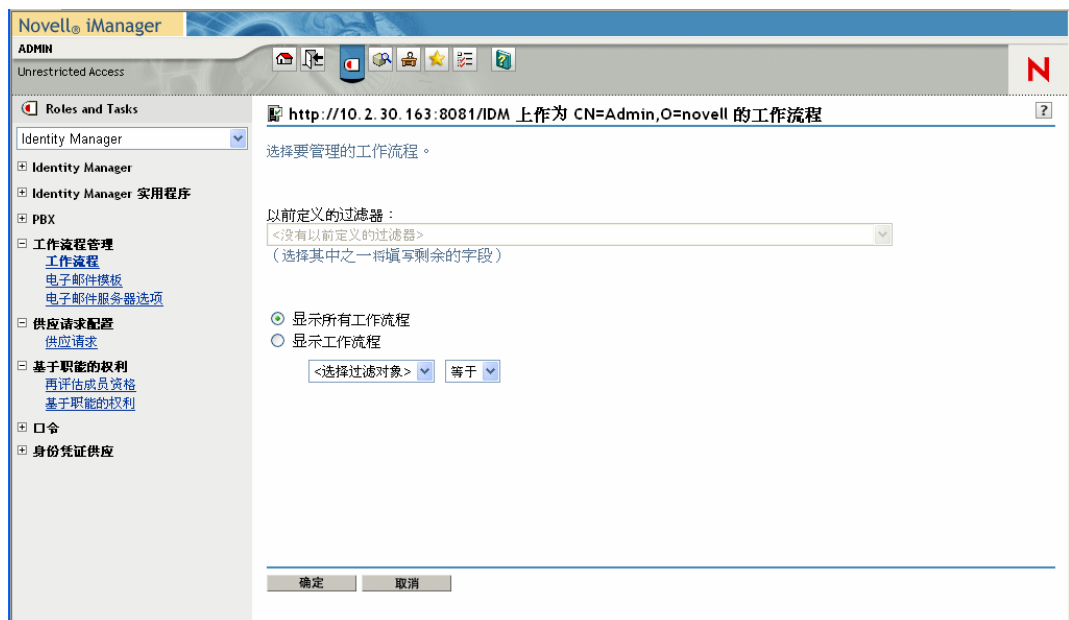 Novell® iManager
ADMIN
Unrestricted Access
N
Roles and Tasks
Identity Manager
Identity Manager
Identity Manager 实用程序
PBX
工作流程管理
工作流程
电子邮件模板
电子邮件服务器选项
供应请求配置
供应请求
基于职能的权利
再评估成员资格
基于职能的权利
口令
身份凭证供应
http://10.2.30.163:8081/IDM 上作为 CN=Admin,O=novell 的工作流程
?
选择要管理的工作流程。
以前定义的过滤器：
<没有以前定义的过滤器>
（选择其中之一将填写剩余的字段）
显示所有工作流程
显示工作流程
<选择过滤对象> 等于
确定 取消